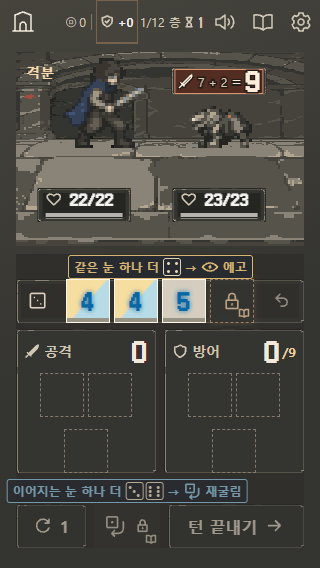 0 +0 1/12 층 1
격분
7 + 2 = 9
22/22 23/23
같은 눈 하나 더 → 예고
4 4 5
공격 0 방어 0/9
이어지는 눈 하나 더 → 재굴림
1 턴 끝내기 →